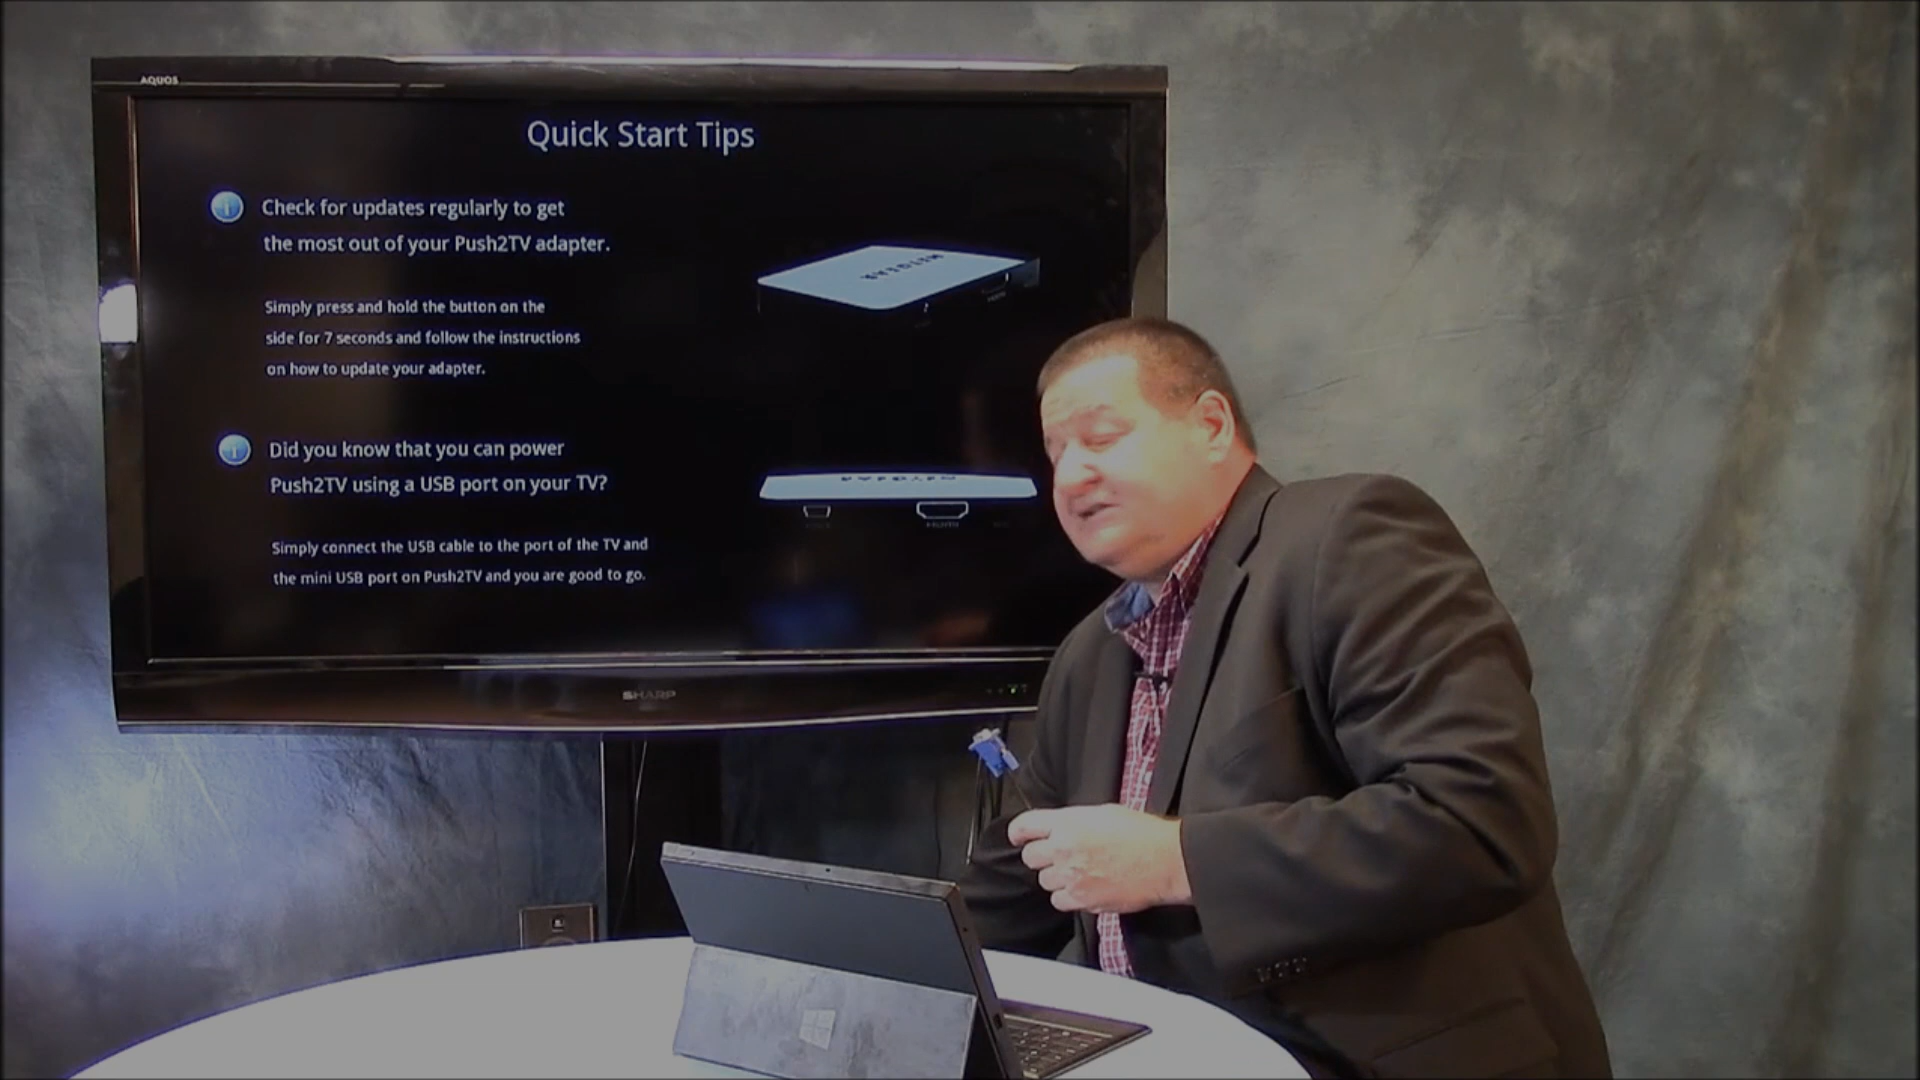 AQUOS
Quick Start Tips
Check for updates regularly to get
the most out of your Push2TV adapter.
Simply press and hold the button on the
side for 7 seconds and follow the instructions
on how to update your adapter.
NETGEAR
Did you know that you can power
Push2TV using a USB port on your TV?
Simply connect the USB cable to the port of the TV and
the mini USB port on Push2TV and you are good to go.
NETGEAR
HDMI
SHARP